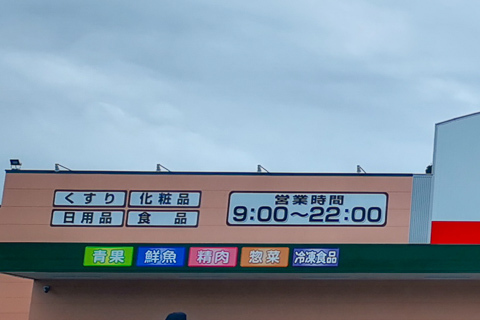 くすり 化粧品
日用品 食品
営業時間
9:00～22:00
青果 鮮魚 精肉 惣菜 冷凍食品